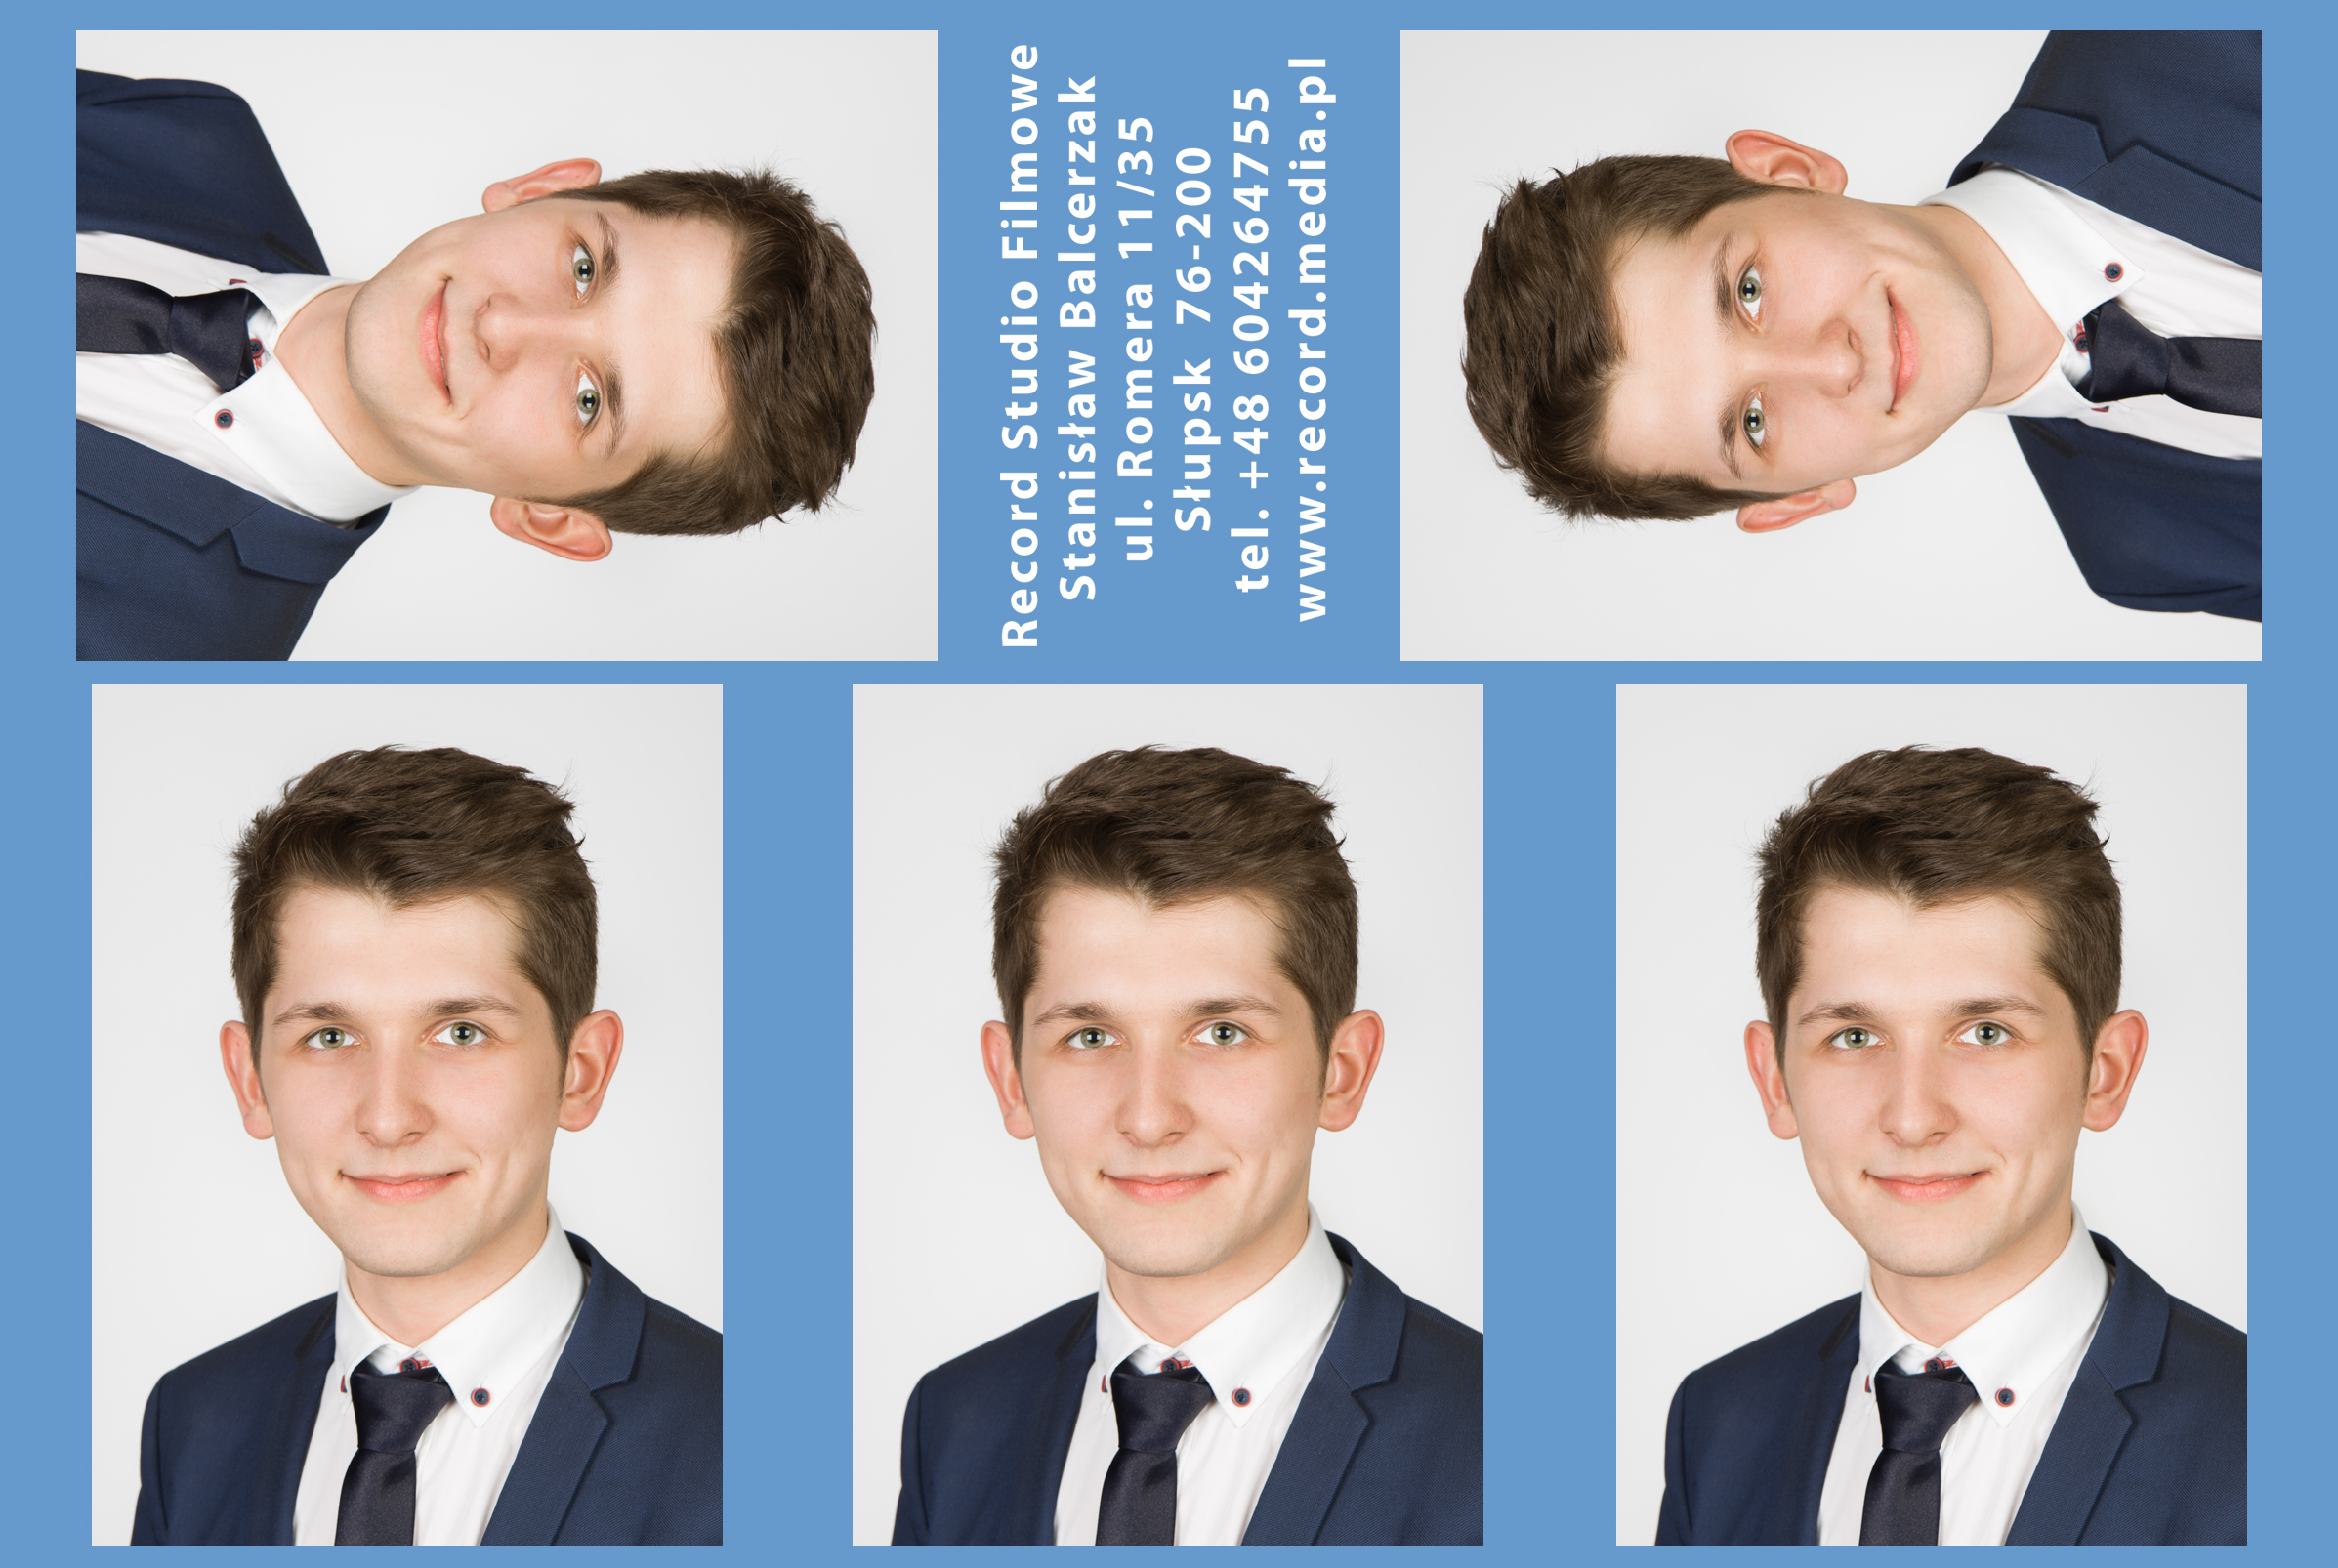 Record Studio Filmowe
Stanisław Balcerzak
ul. Romera 11/35
Słupsk 76-200
tel. +48 604264755
www.record.media.pl